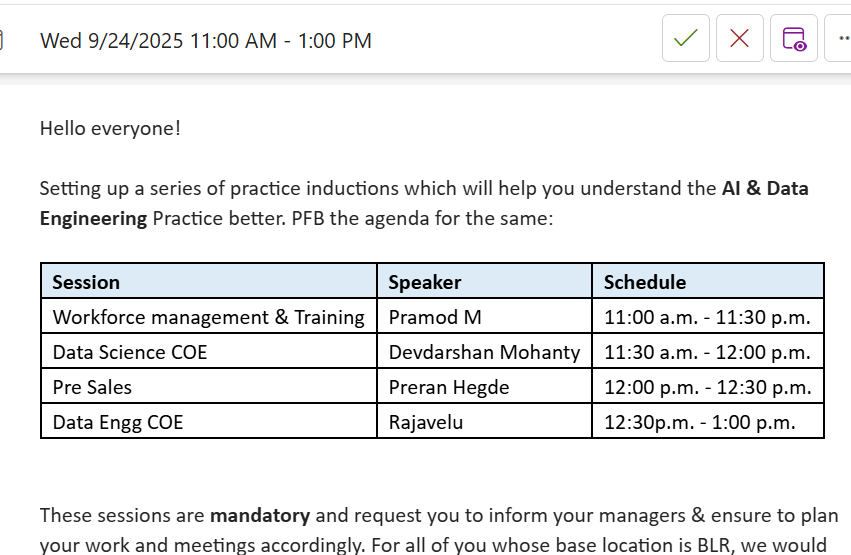 Wed 9/24/2025 11:00 AM - 1:00 PM
Hello everyone!
Setting up a series of practice inductions which will help you understand the AI & Data
Engineering Practice better. PFB the agenda for the same:
Session Speaker Schedule
Workforce management & Training Pramod M 11:00 a.m. - 11:30 p.m.
Data Science COE Devdarshan Mohanty 11:30 a.m. - 12:00 p.m.
Pre Sales Preran Hegde 12:00 p.m. - 12:30 p.m.
Data Engg COE Rajavelu 12:30p.m. - 1:00 p.m.
These sessions are mandatory and request you to inform your managers & ensure to plan
your work and meetings accordingly. For all of you whose base location is BLR, we would